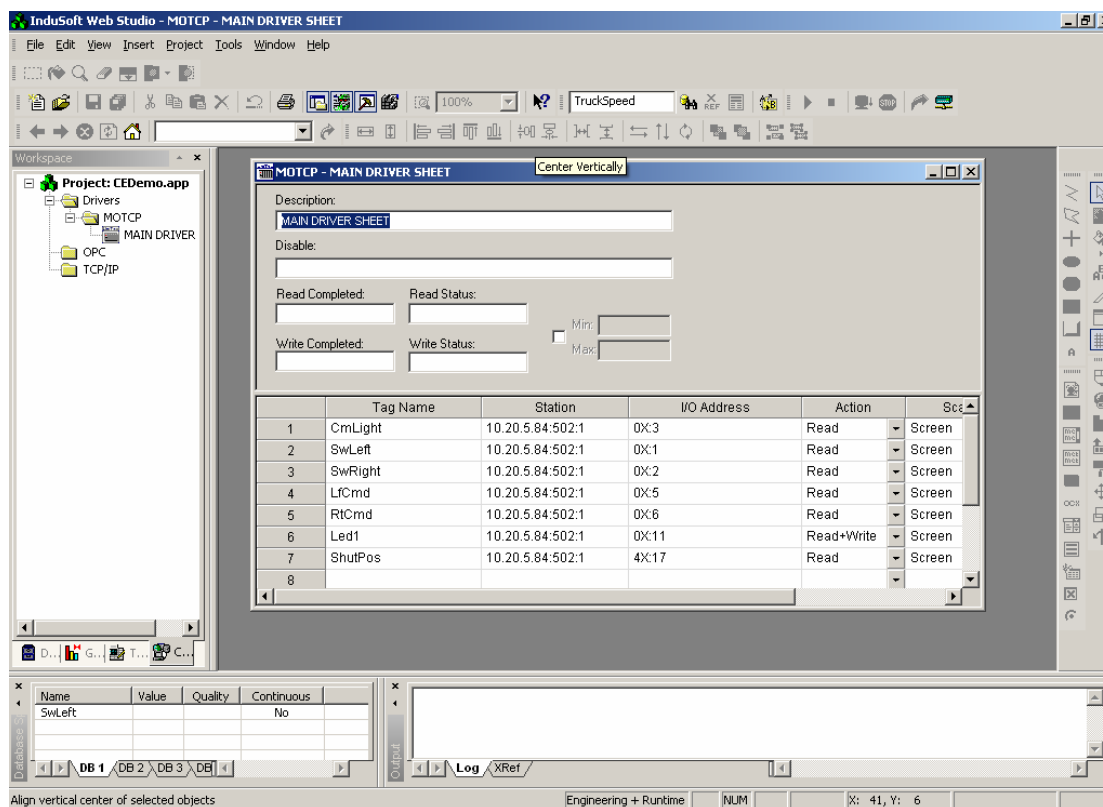 InduSoft Web Studio - MOTCP - MAIN DRIVER SHEET
File Edit View Insert Project Tools Window Help
100% TruckSpeed
XREF
STOP
Workspace
Center Vertically
Project: CEDemo.app
Drivers
MOTCP
MAIN DRIVER
OPC
TCP/IP
D... G... T... C...
MOTCP - MAIN DRIVER SHEET
Description:
MAIN DRIVER SHEET
Disable:
Read Completed: Read Status:
Min:
Write Completed: Write Status:
Max:
Tag Name Station I/O Address Action Sca
1 CmLight 10.20.5.84:502:1 0X:3 Read Screen
2 SwLeft 10.20.5.84:502:1 0X:1 Read Screen
3 SwRight 10.20.5.84:502:1 0X:2 Read Screen
4 LfCmd 10.20.5.84:502:1 0X:5 Read Screen
5 RtCmd 10.20.5.84:502:1 0X:6 Read Screen
6 Led1 10.20.5.84:502:1 0X:11 Read+Write Screen
7 ShutPos 10.20.5.84:502:1 4X:17 Read Screen
8
A
OCX
Name Value Quality Continuous
SwLeft No
DB 1 DB 2 DB 3 DB
Output
Log XRef
Align vertical center of selected objects
Engineering + Runtime NUM X: 41, Y: 6